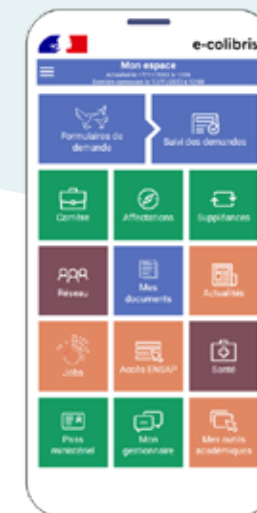 e-colibris
Mon espace
Formulaires de
demande
Suivi des demandes
Carrière
Affectations
Suppléances
Réseau
Mes
documents
Actualités
Jobs
Accès ENSAP
Santé
Pass
ministériel
Mon
gestionnaire
Mes outils
académiques